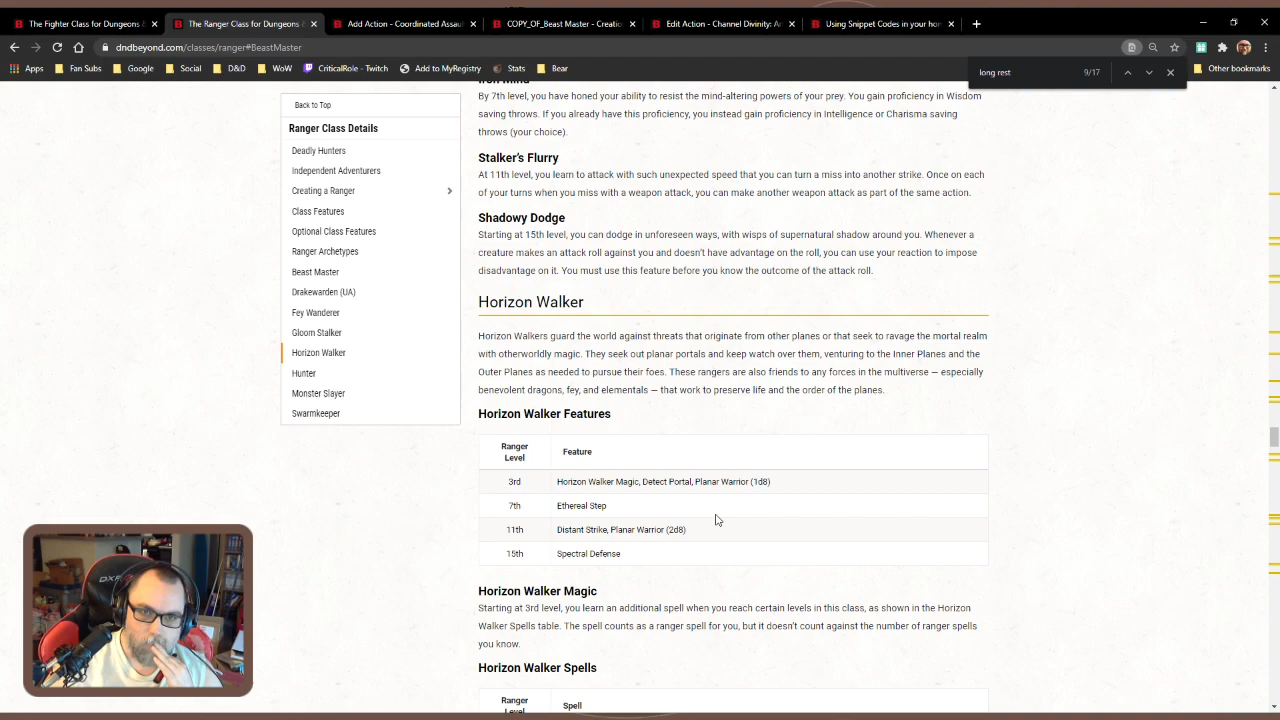 The Fighter Class for Dungeons &
The Ranger Class for Dungeons &
Add Action - Coordinated Assau
COPY_OF_Beast Master - Creatio
Edit Action - Channel Divinity: A
Using Snippet Codes in your hor
dndbeyond.com/classes/ranger#BeastMaster
Apps
Fan Subs
Google
Social
D&D
WoW
CriticalRole - Twitch
Add to MyRegistry
Stats
Bear
Other bookmarks
long rest
9/17
Back to Top
Ranger Class Details
Deadly Hunters
Independent Adventurers
Creating a Ranger
Class Features
Optional Class Features
Ranger Archetypes
Beast Master
Drakewarden (UA)
Fey Wanderer
Gloom Stalker
Horizon Walker
Hunter
Monster Slayer
Swarmkeeper
Iron Mind
By 7th level, you have honed your ability to resist the mind-altering powers of your prey. You gain proficiency in Wisdom
saving throws. If you already have this proficiency, you instead gain proficiency in Intelligence or Charisma saving
throws (your choice).
Stalker's Flurry
At 11th level, you learn to attack with such unexpected speed that you can turn a miss into another strike. Once on each
of your turns when you miss with a weapon attack, you can make another weapon attack as part of the same action.
Shadowy Dodge
Starting at 15th level, you can dodge in unforeseen ways, with wisps of supernatural shadow around you. Whenever a
creature makes an attack roll against you and doesn't have advantage on the roll, you can use your reaction to impose
disadvantage on it. You must use this feature before you know the outcome of the attack roll.
Horizon Walker
Horizon Walkers guard the world against threats that originate from other planes or that seek to ravage the mortal realm
with otherworldly magic. They seek out planar portals and keep watch over them, venturing to the Inner Planes and the
Outer Planes as needed to pursue their foes. These rangers are also friends to any forces in the multiverse — especially
benevolent dragons, fey, and elementals — that work to preserve life and the order of the planes.
Horizon Walker Features
Ranger Level
Feature
3rd
Horizon Walker Magic, Detect Portal, Planar Warrior (1d8)
7th
Ethereal Step
11th
Distant Strike, Planar Warrior (2d8)
15th
Spectral Defense
Horizon Walker Magic
Starting at 3rd level, you learn an additional spell when you reach certain levels in this class, as shown in the Horizon
Walker Spells table. The spell counts as a ranger spell for you, but it doesn't count against the number of ranger spells
you know.
Horizon Walker Spells
Ranger
Spell